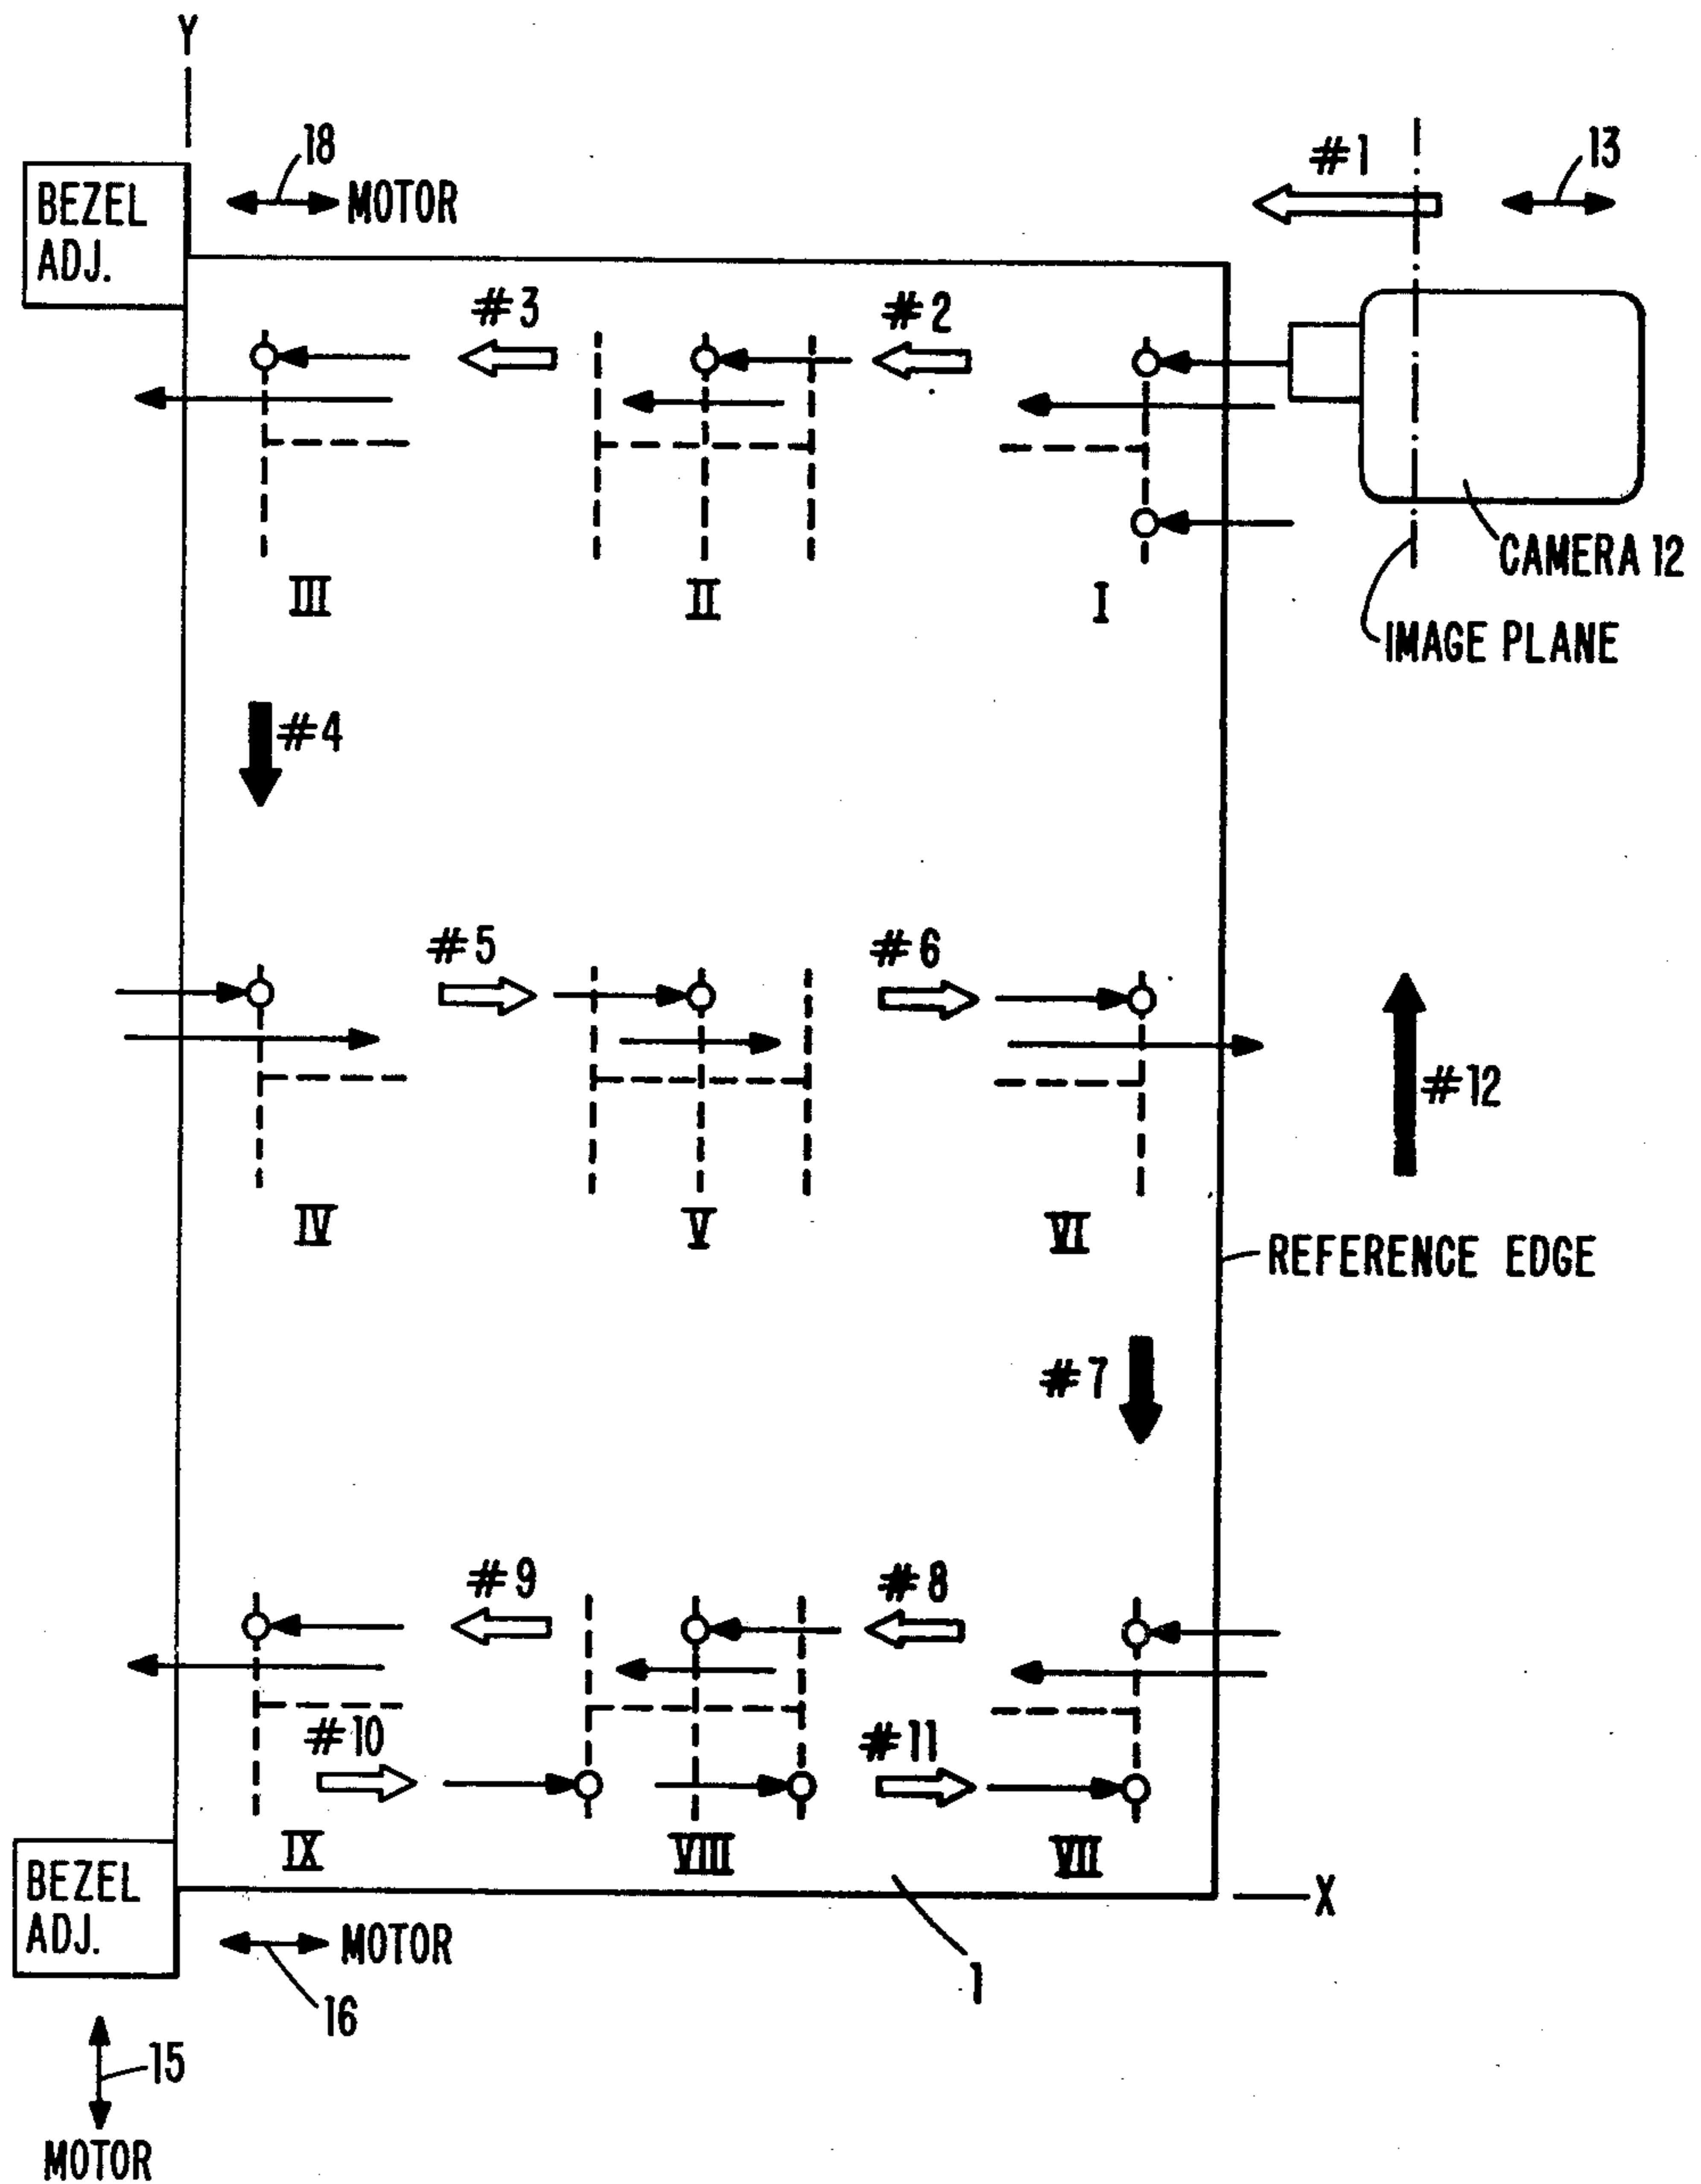 Y
18
MOTOR
BEZEL
ADJ.
#1
13
#3
#2
CAMERA 12
IMAGE PLANE
III
II
I
#4
#5
#6
#12
IV
V
VI
REFERENCE EDGE
#7
#9
#8
#10
#11
IX
VIII
VII
BEZEL
ADJ.
X
MOTOR
16
1
15
MOTOR